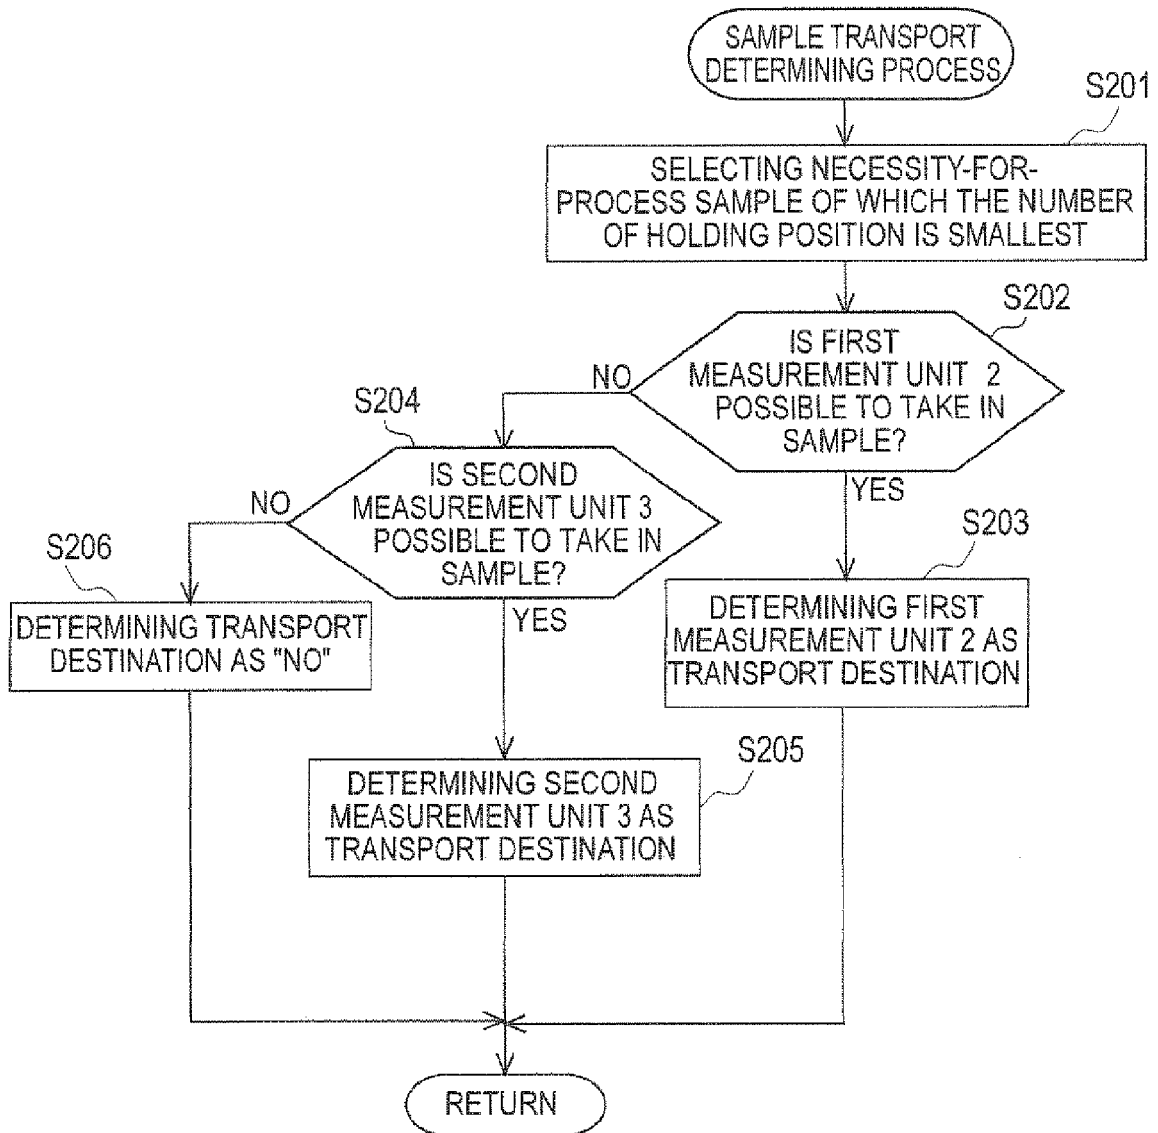 SAMPLE TRANSPORT
DETERMINING PROCESS
S201
SELECTING NECESSITY-FOR-
PROCESS SAMPLE OF WHICH THE NUMBER
OF HOLDING POSITION IS SMALLEST
S202
IS FIRST
MEASUREMENT UNIT 2
POSSIBLE TO TAKE IN
SAMPLE?
NO
YES
S204
IS SECOND
MEASUREMENT UNIT 3
POSSIBLE TO TAKE IN
SAMPLE?
NO
YES
S203
DETERMINING FIRST
MEASUREMENT UNIT 2 AS
TRANSPORT DESTINATION
S206
DETERMINING TRANSPORT
DESTINATION AS "NO"
S205
DETERMINING SECOND
MEASUREMENT UNIT 3 AS
TRANSPORT DESTINATION
RETURN